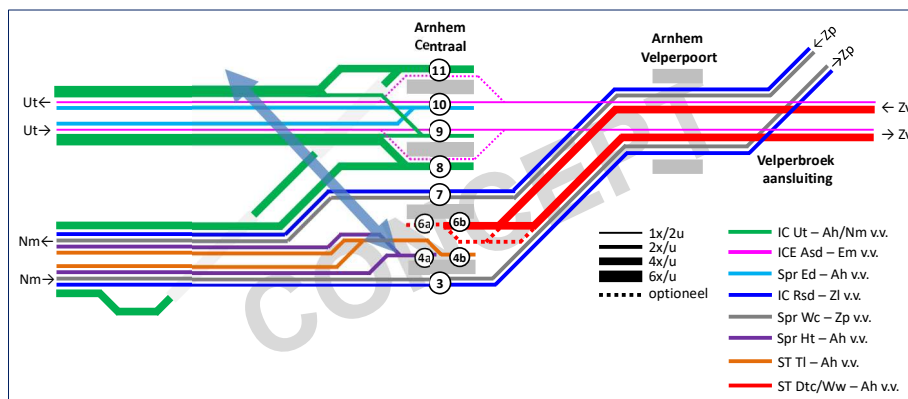 Arnhem
Centraal
Arnhem
Velperpoort
←Zp
→Zp
11
Ut←
10
← Zv
Ut→
9
→ Zv
8
Velperbroek
aansluiting
7
6a
6b
Nm←
4a
4b
Nm→
3
1x/2u
2x/u
4x/u
6x/u
optioneel
IC Ut – Ah/Nm v.v.
ICE Asd – Em v.v.
Spr Ed – Ah v.v.
IC Rsd – Zl v.v.
Spr Wc – Zp v.v.
Spr Ht – Ah v.v.
ST Tl – Ah v.v.
ST Dtc/Ww – Ah v.v.
CONCEPT